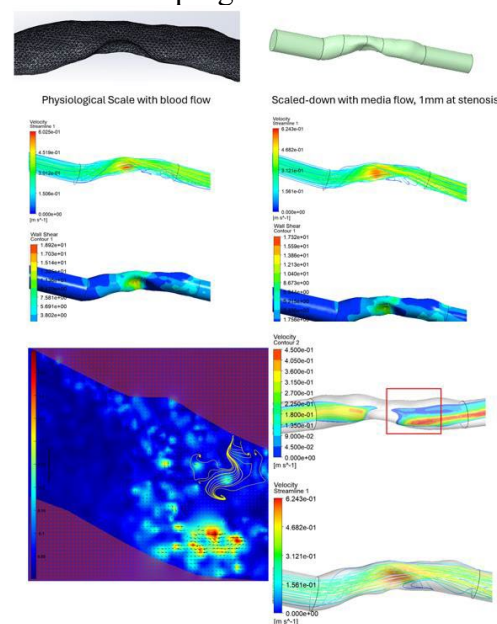 Physiological Scale with blood flow
Scaled-down with media flow, 1mm at stenosis
Velocity
Streamline 1
6.025e-01
4.519e-01
1.506e-01
0.000e+00
[m s^-1]
Velocity
Streamline 1
6.243e-01
4.682e-01
3.121e-01
1.561e-01
0.000e+00
[m s^-1]
Wall Shear
Contour 1
1.892e+01
1.703e+01
1.514e+01
7.581e+00
5.691e+00
3.802e+00
Wall Shear
Contour 1
1.732e+01
1.559e+01
1.386e+01
1.213e+01
1.040e+01
8.673e+00
Velocity
Contour 2
4.500e-01
4.050e-01
3.600e-01
3.150e-01
2.700e-01
2.250e-01
1.800e-01
1.350e-01
9.000e-02
4.500e-02
0.000e+00
[m s^-1]
Velocity
Streamline 1
6.243e-01
4.682e-01
3.121e-01
1.561e-01
0.000e+00
[m s^-1]